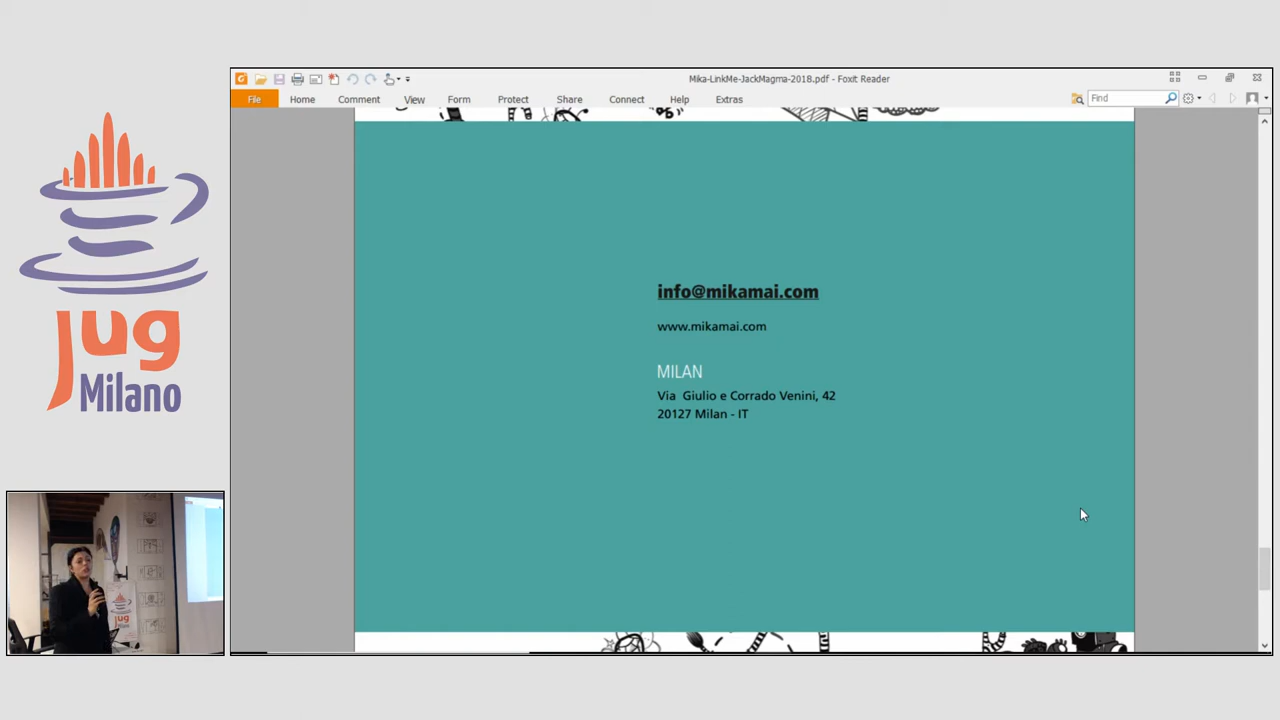 Mika-LinkMe-JackMagma-2018.pdf - Foxit Reader
File Home Comment View Form Protect Share Connect Help Extras Find
info@mikamai.com
www.mikamai.com
MILAN
Via Giulio e Corrado Venini, 42
20127 Milan - IT
Jug
Milano
jug